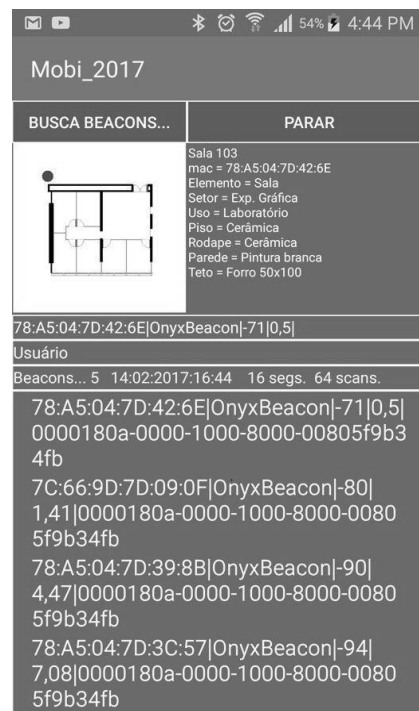 54% 4:44 PM
Mobi_2017
BUSCA BEACONS... PARAR
Sala 103
mac = 78:A5:04:7D:42:6E
Elemento = Sala
Setor = Exp. Gráfica
Uso = Laboratório
Piso = Cerâmica
Rodape = Cerâmica
Parede = Pintura branca
Teto = Forro 50x100
78:A5:04:7D:42:6E|OnyxBeacon|-71|0,5|
Usuário
Beacons... 5 14:02:2017:16:44 16 segs. 64 scans.
78:A5:04:7D:42:6E|OnyxBeacon|-71|0,5|
0000180a-0000-1000-8000-00805f9b3
4fb
7C:66:9D:7D:09:0F|OnyxBeacon|-80|
1,41|0000180a-0000-1000-8000-0080
5f9b34fb
78:A5:04:7D:39:8B|OnyxBeacon|-90|
4,47|0000180a-0000-1000-8000-0080
5f9b34fb
78:A5:04:7D:3C:57|OnyxBeacon|-94|
7,08|0000180a-0000-1000-8000-0080
5f9b34fb